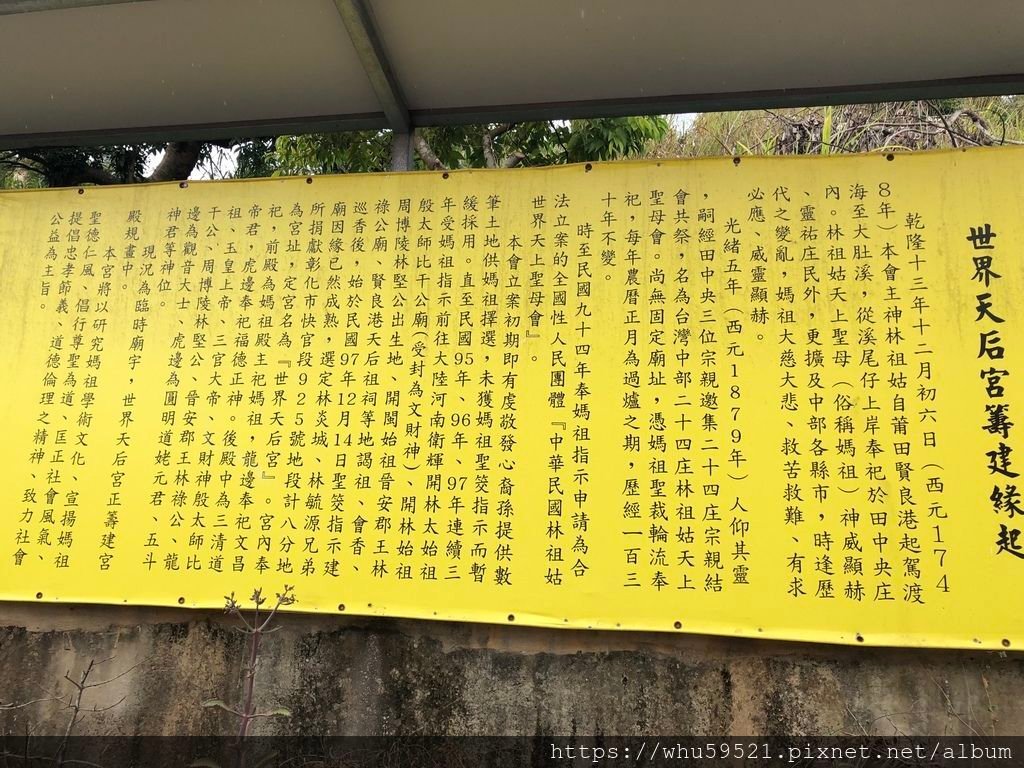 世界天后宮籌建緣起
乾隆十三年十二月初六日（西元174
8年）本會主神林祖姑自莆田賢良港起駕渡
海至大肚溪，從溪尾仔上岸奉祀於田中央庄
內。林祖姑天上聖母（俗稱媽祖）神威顯赫
、靈祐庄民外，更擴及中部各縣市，時逢歷
代之變亂，媽祖大慈大悲、救苦救難、有求
必應、威靈顯赫。
光緒五年（西元1879年）人仰其靈
，嗣經田中央三位宗親邀集二十四庄宗親結
會共祭，名為台灣中部二十四庄林祖姑天上
聖母會。尚無固定廟址，憑媽祖聖裁輪流奉
祀，每年農曆正月為過爐之期，歷經一百三
十年不變。
時至民國九十四年奉媽祖指示申請為合
法立案的全國性人民團體『中華民國林祖姑
世界天上聖母會』。
本會立案初期即有虔敬發心裔孫提供數
筆土地供媽祖擇選，未獲媽祖聖筊指示而暫
緩採用。直至民國95年、96年、97年連續三
年受媽祖指示前往大陸河南衛輝開林太始祖
殷太師比干公廟（受封為文財神）、開林始祖
周博陵林堅公出生地、開閩始祖晉安郡王林
祿公廟、賢良港天后祖祠等地謁祖、會香、
巡香後，始於民國97年12月14日聖筊指示建
廟因緣已然成熟，選定林炎城、林毓源兄弟
所捐獻彰化市快官段925號地段計八分地
為宮址，定宮名為『世界天后宮』。宮內奉
祀，前殿為媽祖殿主祀媽祖，龍邊奉祀文昌
帝君，虎邊奉祀福德正神。後殿中為三清道
祖、玉皇上帝、三官大帝、文財神殷太師比
干公、周博陵林堅公、晉安郡王林祿公、龍
邊為觀音大士、虎邊為圓明道姥元君、五斗
神君等神位。
現況為臨時廟宇，世界天后宮正籌建宮
殿規畫中。
本宮將以研究媽祖學術文化、宣揚媽祖
聖德仁風、倡行尊聖為道、匡正社會風氣、
提倡忠孝節義、道德倫理之精神、致力社會
公益為主旨。
https://whu59521.pixnet.net/album